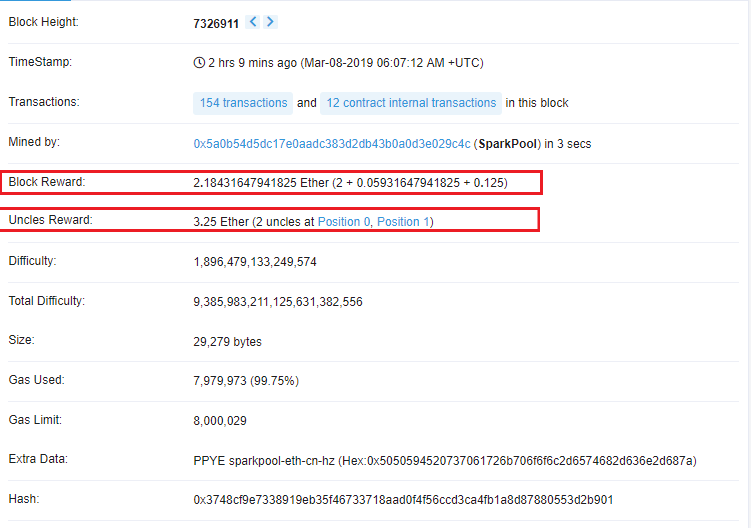 Block Height: 7326911 < >
TimeStamp: 2 hrs 9 mins ago (Mar-08-2019 06:07:12 AM +UTC)
Transactions: 154 transactions and 12 contract internal transactions in this block
Mined by: 0x5a0b54d5dc17e0aadc383d2db43b0a0d3e029c4c (SparkPool) in 3 secs
Block Reward: 2.18431647941825 Ether (2 + 0.05931647941825 + 0.125)
Uncles Reward: 3.25 Ether (2 uncles at Position 0, Position 1)
Difficulty: 1,896,479,133,249,574
Total Difficulty: 9,385,983,211,125,631,382,556
Size: 29,279 bytes
Gas Used: 7,979,973 (99.75%)
Gas Limit: 8,000,029
Extra Data: PPYE sparkpool-eth-cn-hz (Hex:0x5050594520737061726b706f6f6c2d6574682d636e2d687a)
Hash: 0x3748cf9e7338919eb35f46733718aad0f4f56ccd3ca4fb1a8d87880553d2b901